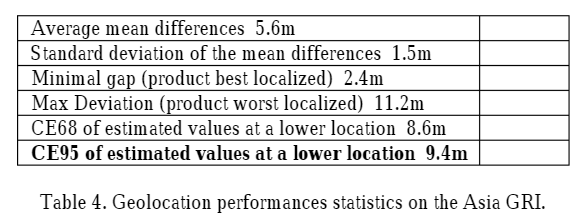 Average mean differences 5.6m
Standard deviation of the mean differences 1.5m
Minimal gap (product best localized) 2.4m
Max Deviation (product worst localized) 11.2m
CE68 of estimated values at a lower location 8.6m
CE95 of estimated values at a lower location 9.4m
Table 4. Geolocation performances statistics on the Asia GRI.